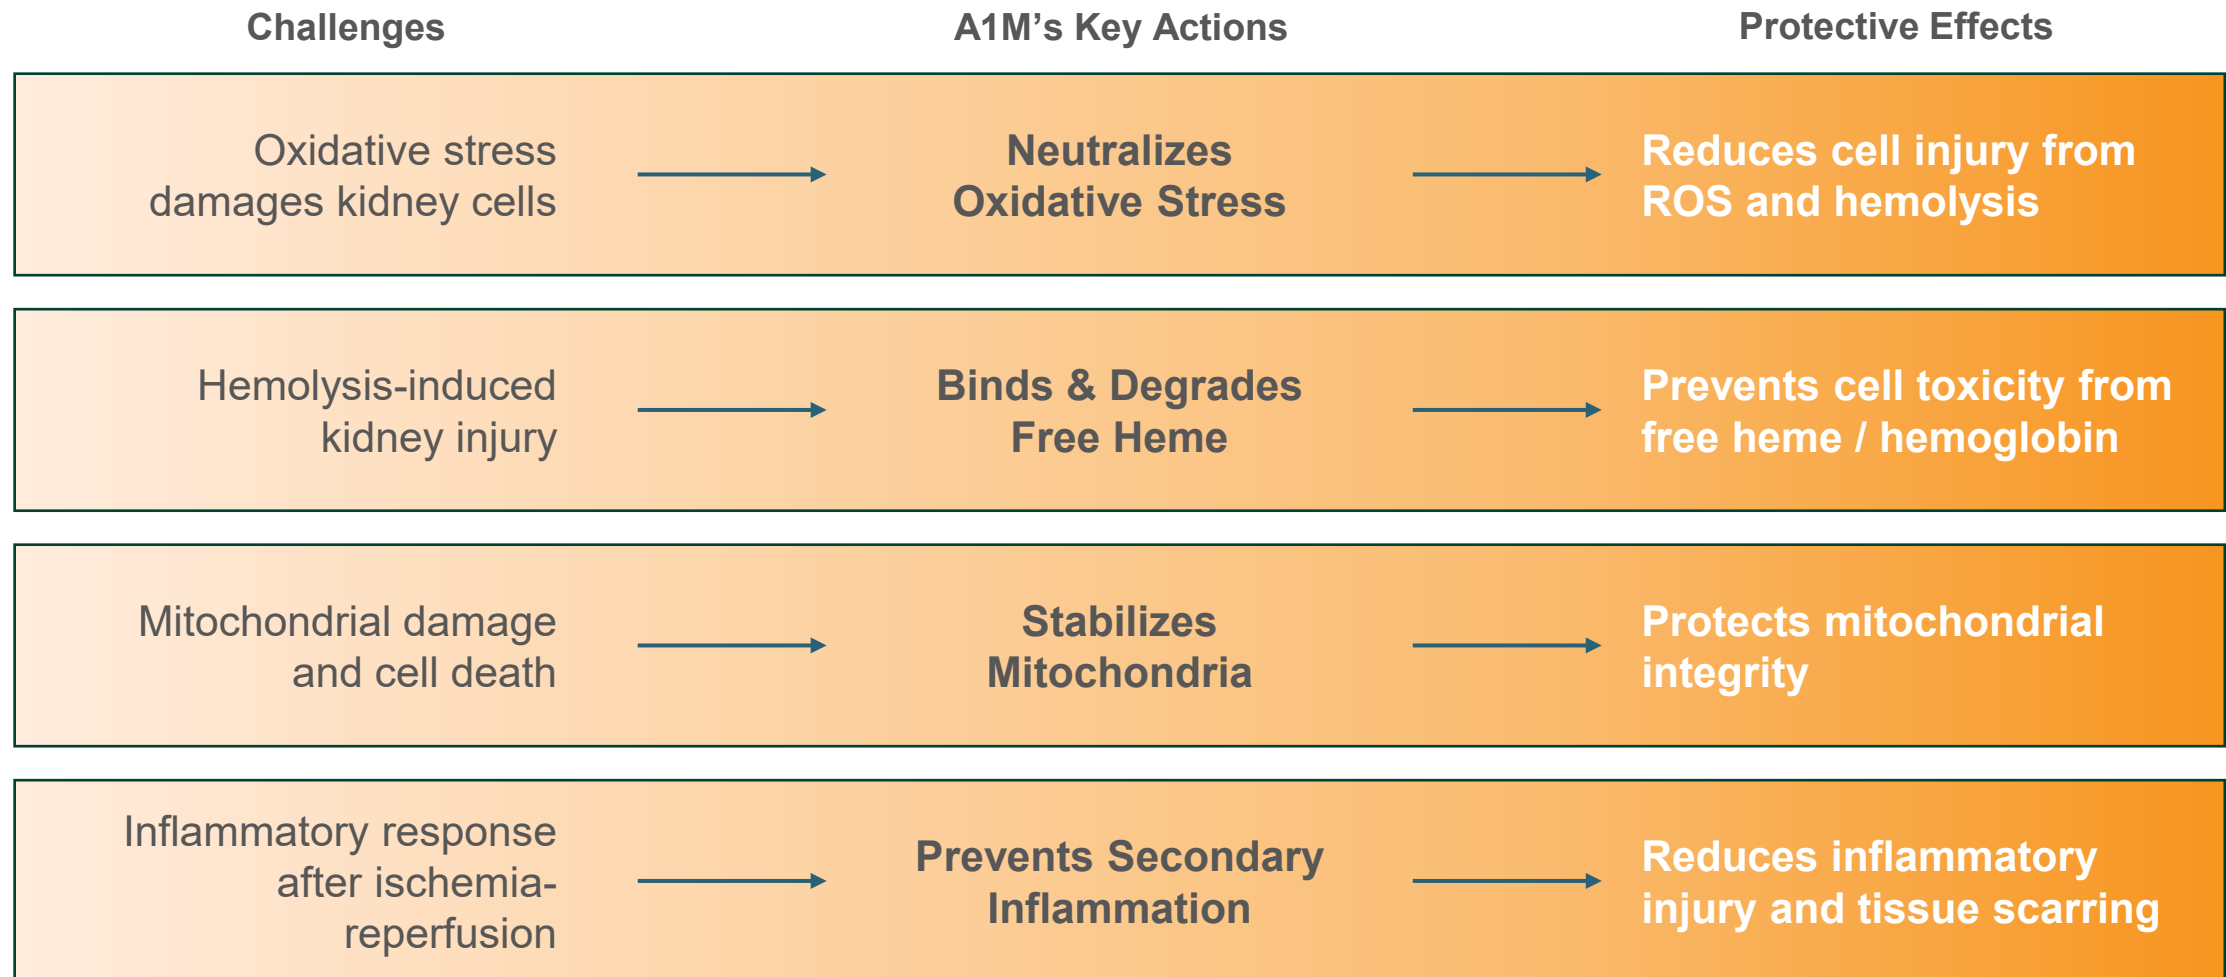 Challenges
A1M’s Key Actions
Protective Effects
Oxidative stress
damages kidney cells
Neutralizes
Oxidative Stress
Reduces cell injury from
ROS and hemolysis
Hemolysis-induced
kidney injury
Binds & Degrades
Free Heme
Prevents cell toxicity from
free heme / hemoglobin
Mitochondrial damage
and cell death
Stabilizes
Mitochondria
Protects mitochondrial
integrity
Inflammatory response
after ischemia-
reperfusion
Prevents Secondary
Inflammation
Reduces inflammatory
injury and tissue scarring